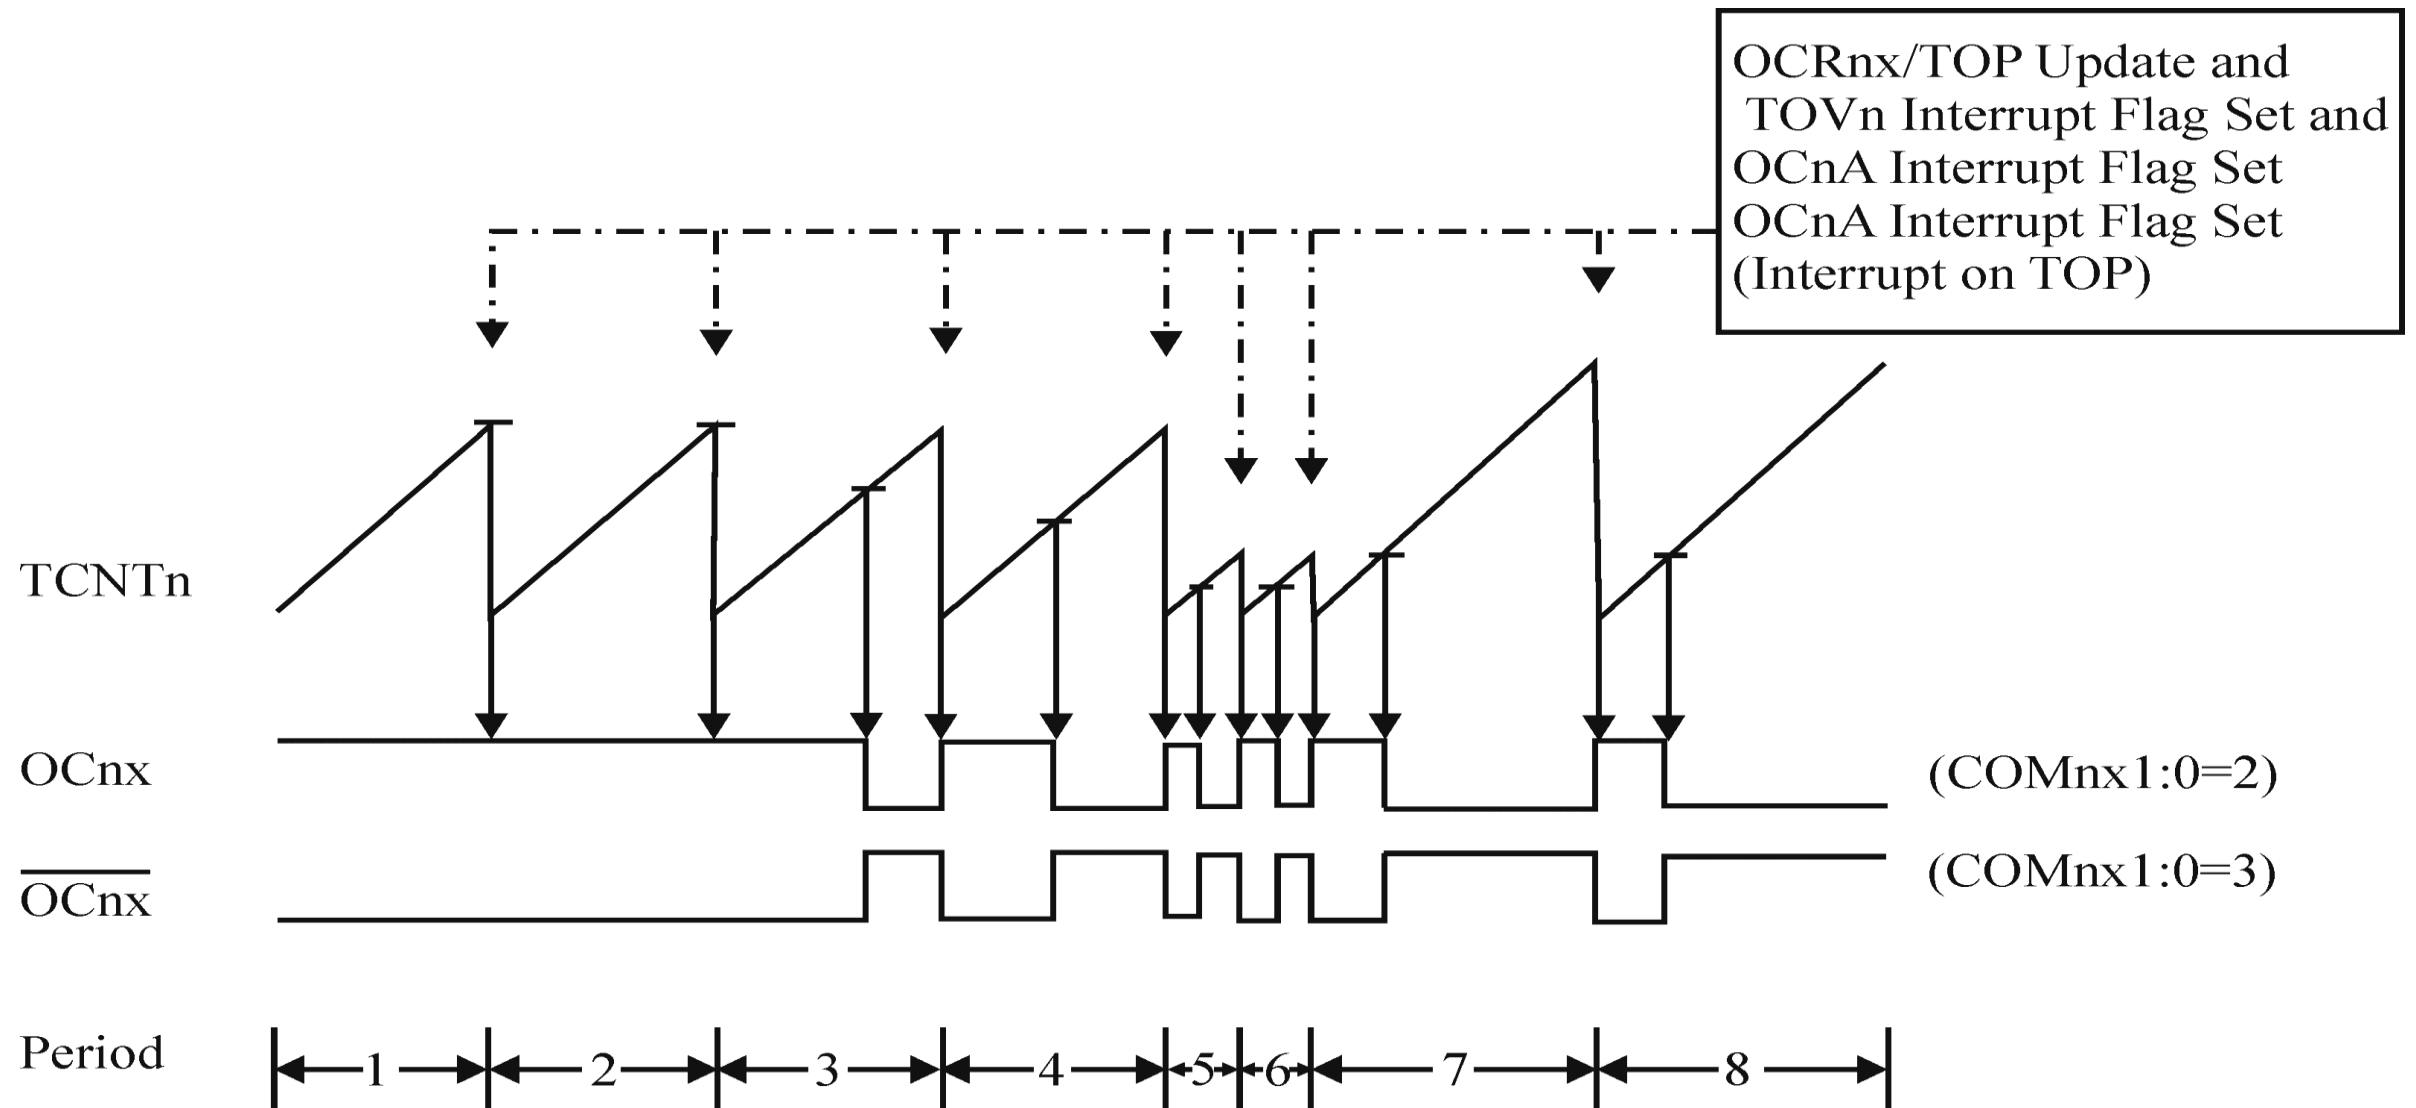 OCRnx/TOP Update and
TOVn Interrupt Flag Set and
OCnA Interrupt Flag Set
OCnA Interrupt Flag Set
(Interrupt on TOP)
TCNTn
OCnx
(COMnx1:0=2)
OCnx
(COMnx1:0=3)
Period
1 2 3 4 5 6 7 8